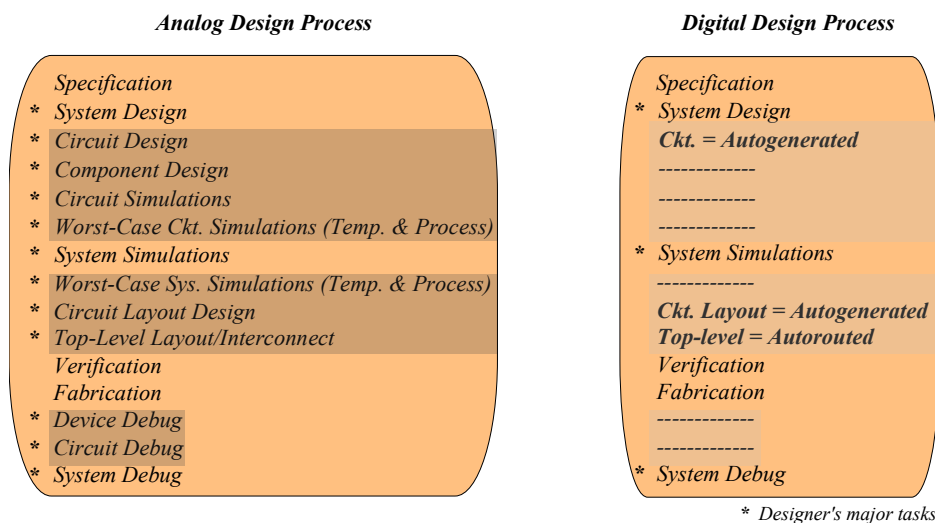 Analog Design Process
Specification
* System Design
* Circuit Design
* Component Design
* Circuit Simulations
* Worst-Case Ckt. Simulations (Temp. & Process)
* System Simulations
* Worst-Case Sys. Simulations (Temp. & Process)
* Circuit Layout Design
* Top-Level Layout/Interconnect
Verification
Fabrication
* Device Debug
* Circuit Debug
* System Debug
Digital Design Process
Specification
* System Design
Ckt. = Autogenerated
-------------
-------------
-------------
* System Simulations
-------------
Ckt. Layout = Autogenerated
Top-level = Autorouted
Verification
Fabrication
-------------
-------------
* System Debug
* Designer's major tasks